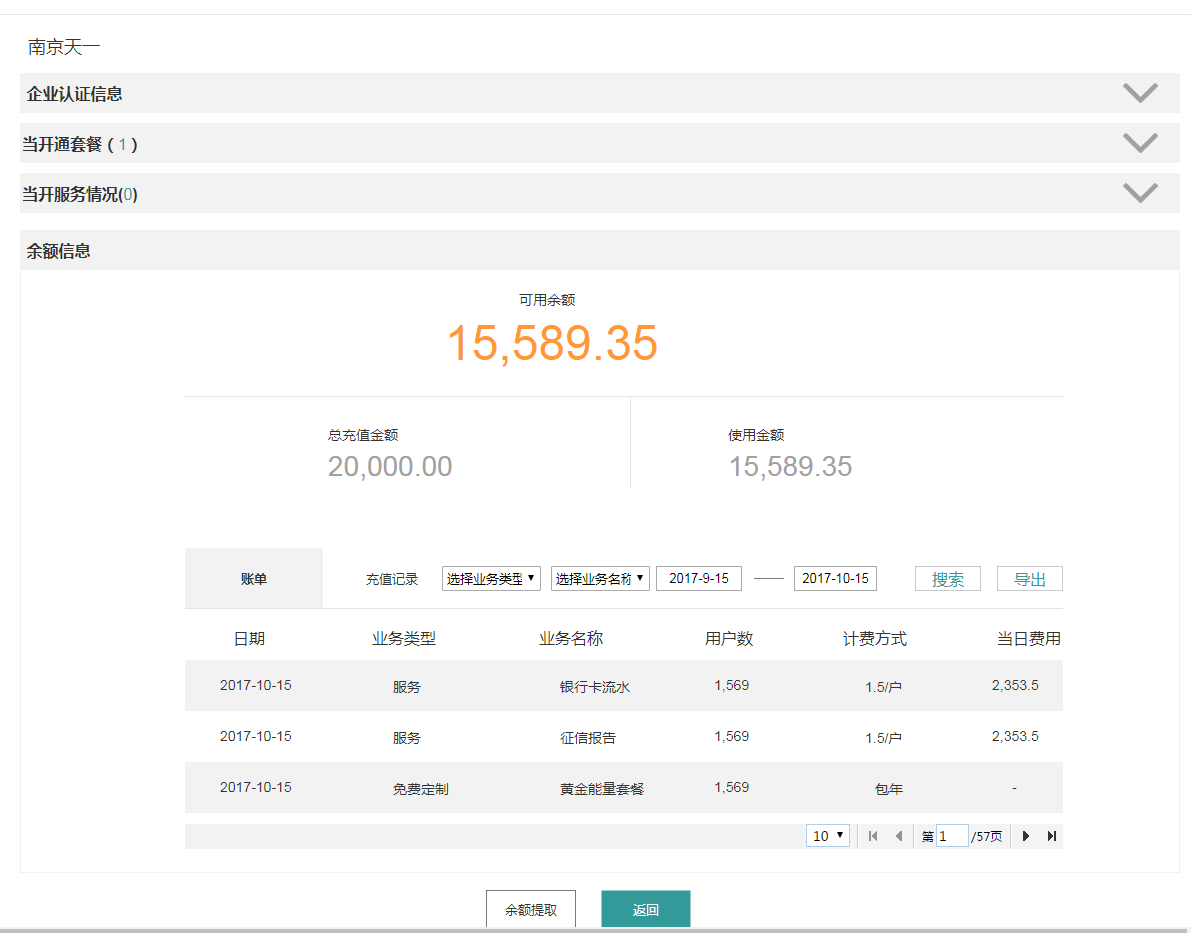 南京天一
企业认证信息
当开通套餐（1）
当开服务情况(0)
余额信息
可用余额
15,589.35
总充值金额 使用金额
20,000.00 15,589.35
账单 充值记录 选择业务类型 选择业务名称 2017-9-15 2017-10-15 搜索 导出
日期 业务类型 业务名称 用户数 计费方式 当日费用
2017-10-15 服务 银行卡流水 1,569 1.5/户 2,353.5
2017-10-15 服务 征信报告 1,569 1.5/户 2,353.5
2017-10-15 免费定制 黄金能量套餐 1,569 包年 -
10 第 1 /57页
余额提取 返回